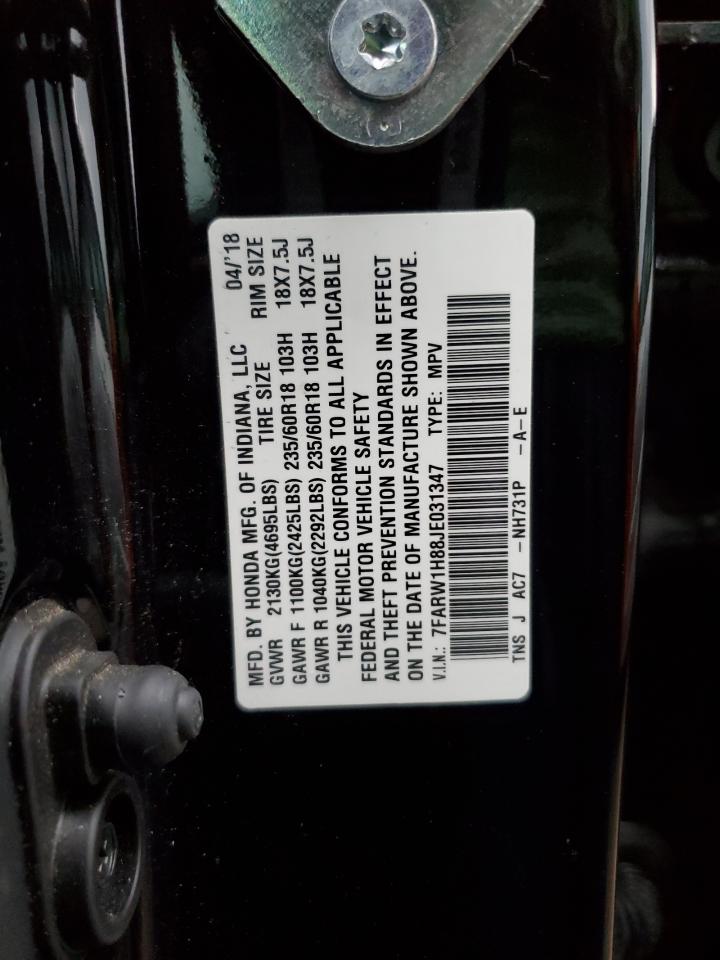 MFD. BY HONDA MFG. OF INDIANA, LLC 04/'18
GVWR 2130KG(4695LBS) TIRE SIZE RIM SIZE
GAWR F 1100KG(2425LBS) 235/60R18 103H 18X7.5J
GAWR R 1040KG(2292LBS) 235/60R18 103H 18X7.5J
THIS VEHICLE CONFORMS TO ALL APPLICABLE
FEDERAL MOTOR VEHICLE SAFETY
AND THEFT PREVENTION STANDARDS IN EFFECT
ON THE DATE OF MANUFACTURE SHOWN ABOVE.
V.I.N.: 7FARW1H88JE031347 TYPE: MPV
TNS J AC7 -NH731P -A-E